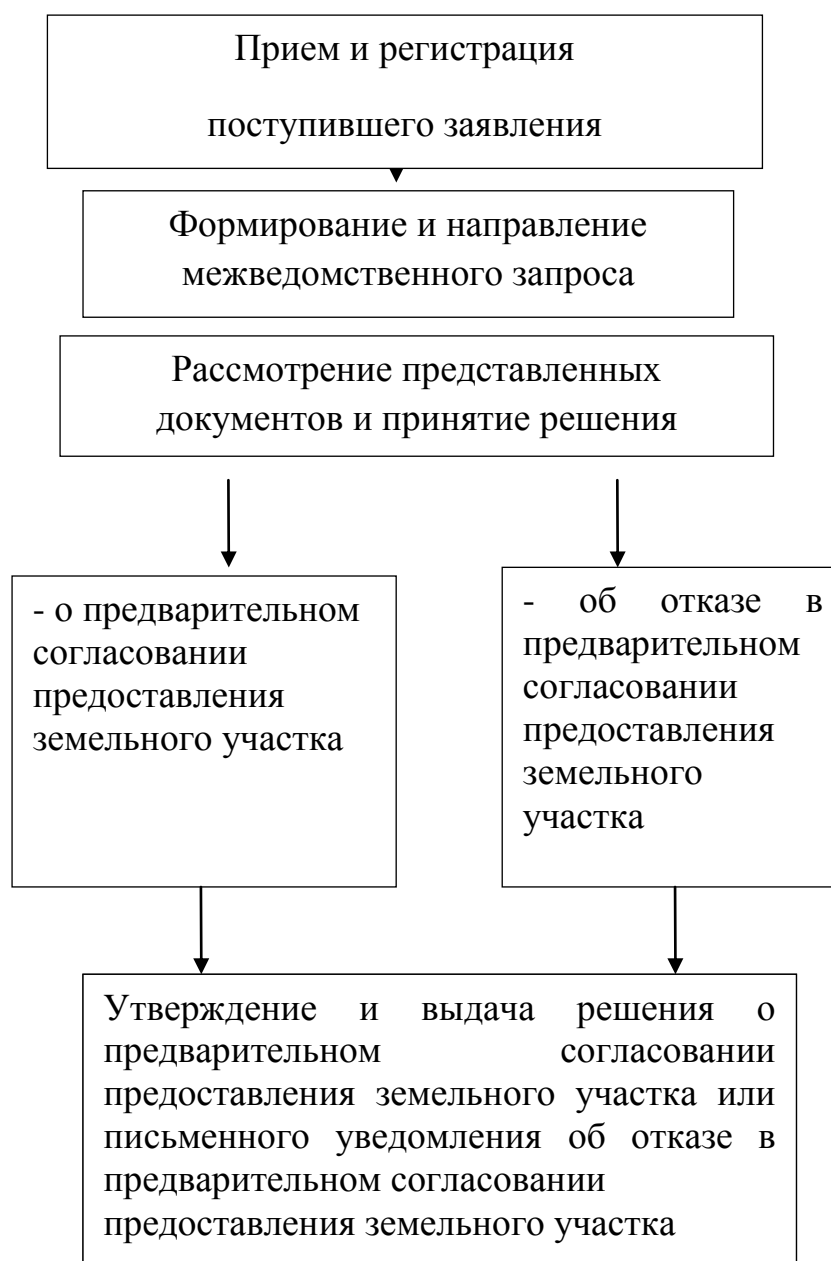 Прием и регистрация
поступившего заявления
Формирование и направление
межведомственного запроса
Рассмотрение представленных
документов и принятие решения
- о предварительном
согласовании
предоставления
земельного участка
- об отказе в
предварительном
согласовании
предоставления
земельного
участка
Утверждение и выдача решения о
предварительном согласовании
предоставления земельного участка или
письменного уведомления об отказе в
предварительном согласовании
предоставления земельного участка